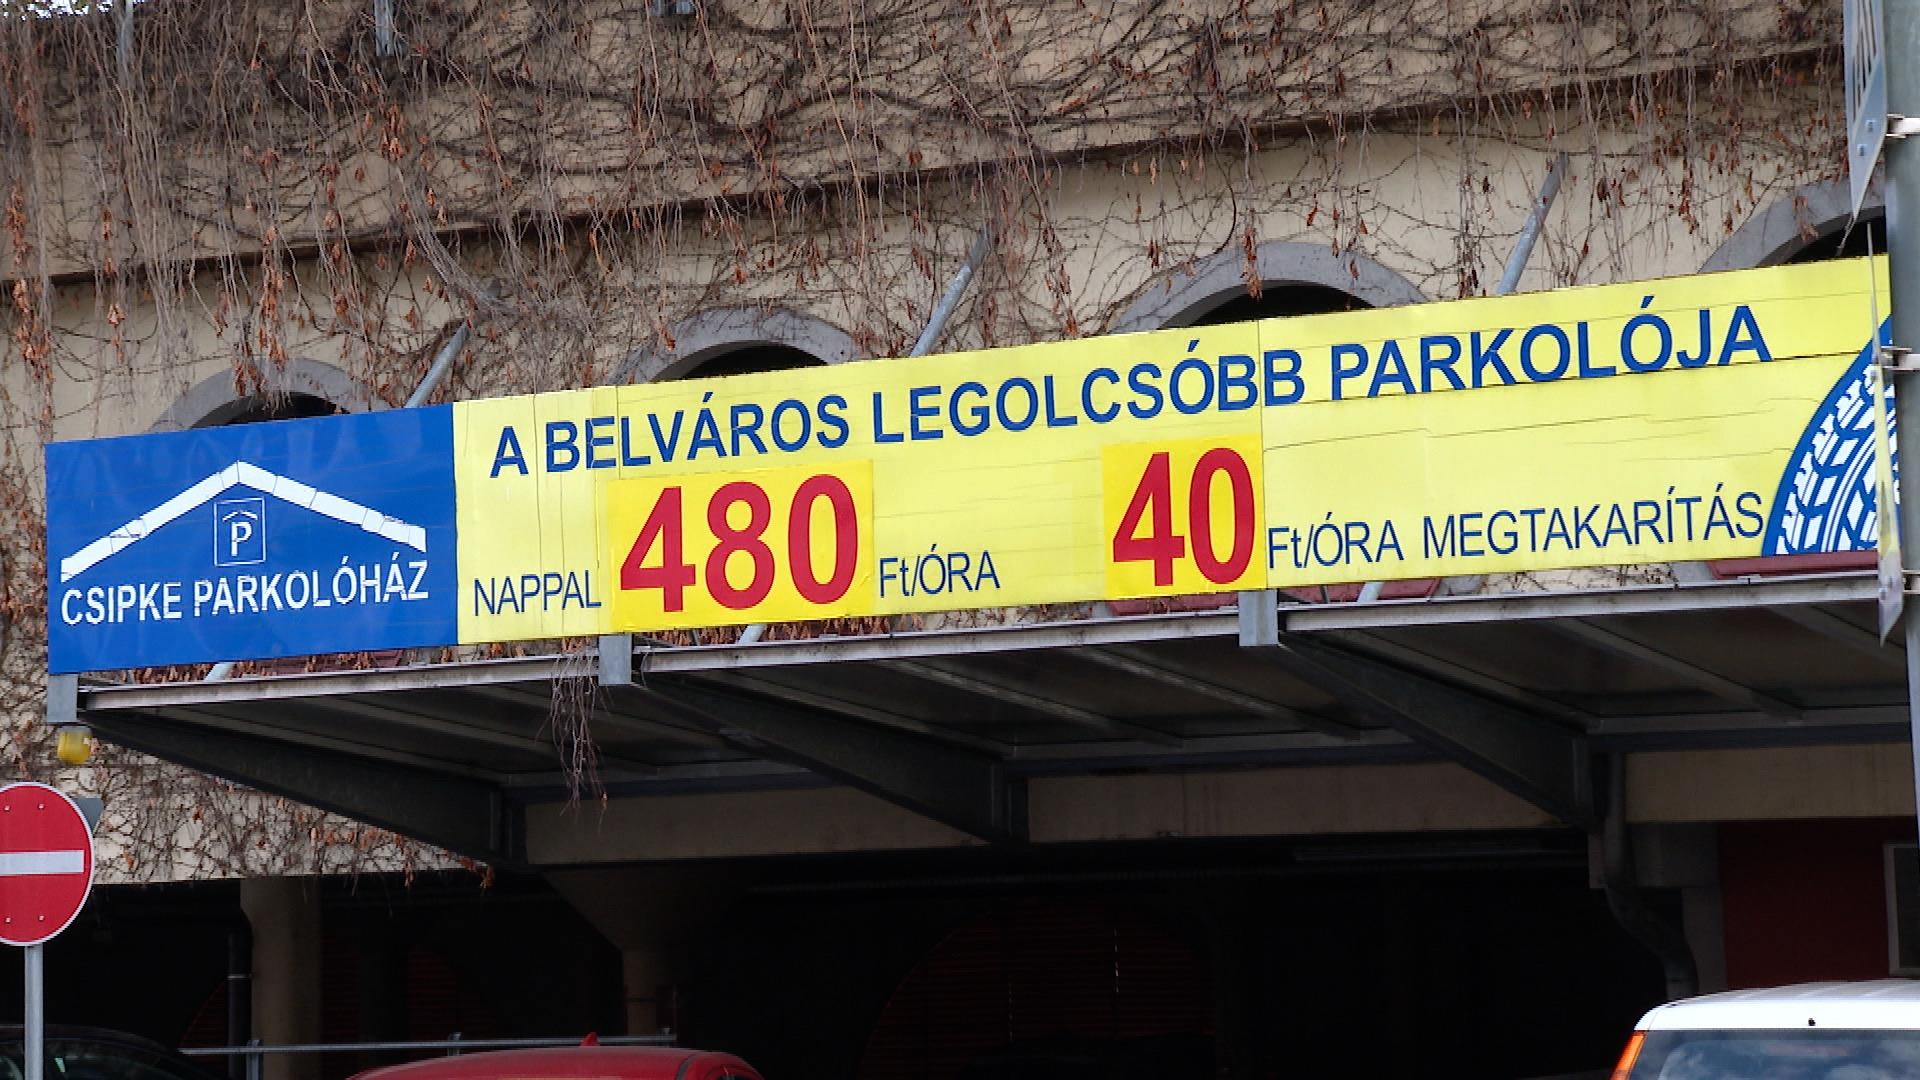 P
CSIPKE PARKOLÓHÁZ
A BELVÁROS LEGOLCSÓBB PARKOLÓJA
NAPPAL 480 Ft/ÓRA 40 Ft/ÓRA MEGTAKARÍTÁS